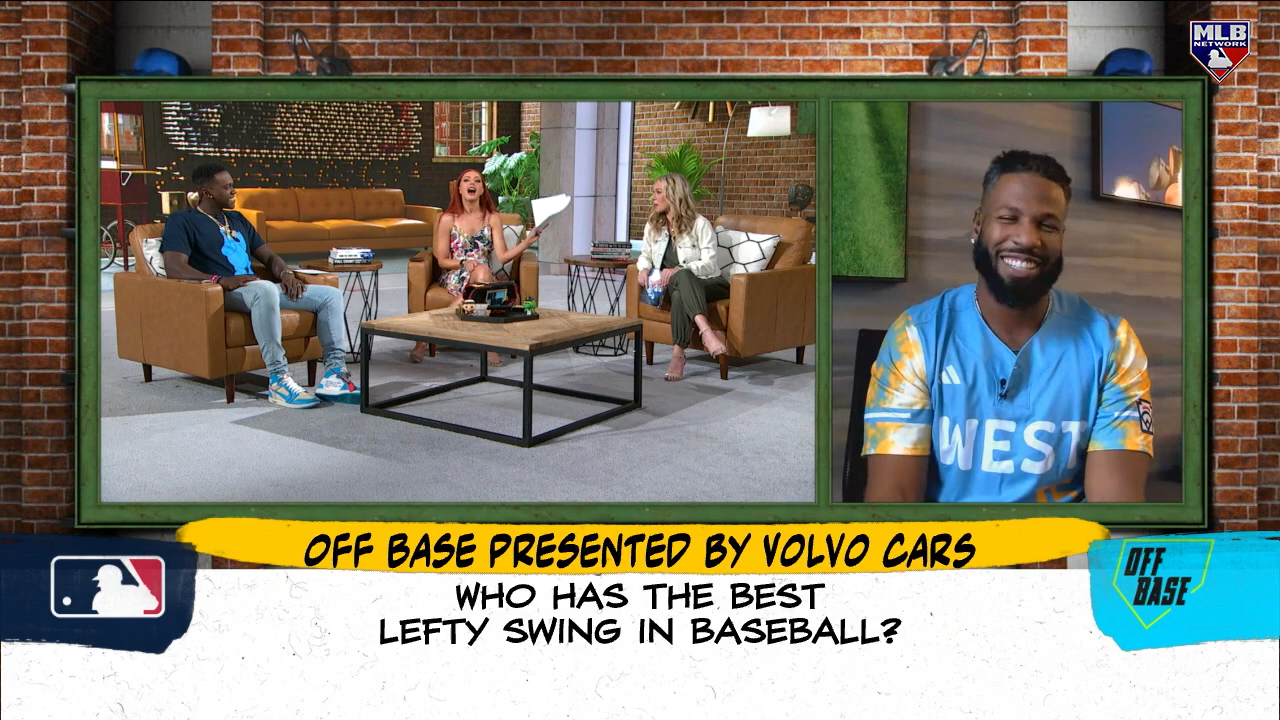 MLB
NETWORK
WEST
OFF BASE PRESENTED BY VOLVO CARS
WHO HAS THE BEST
LEFTY SWING IN BASEBALL?
OFF
BASE